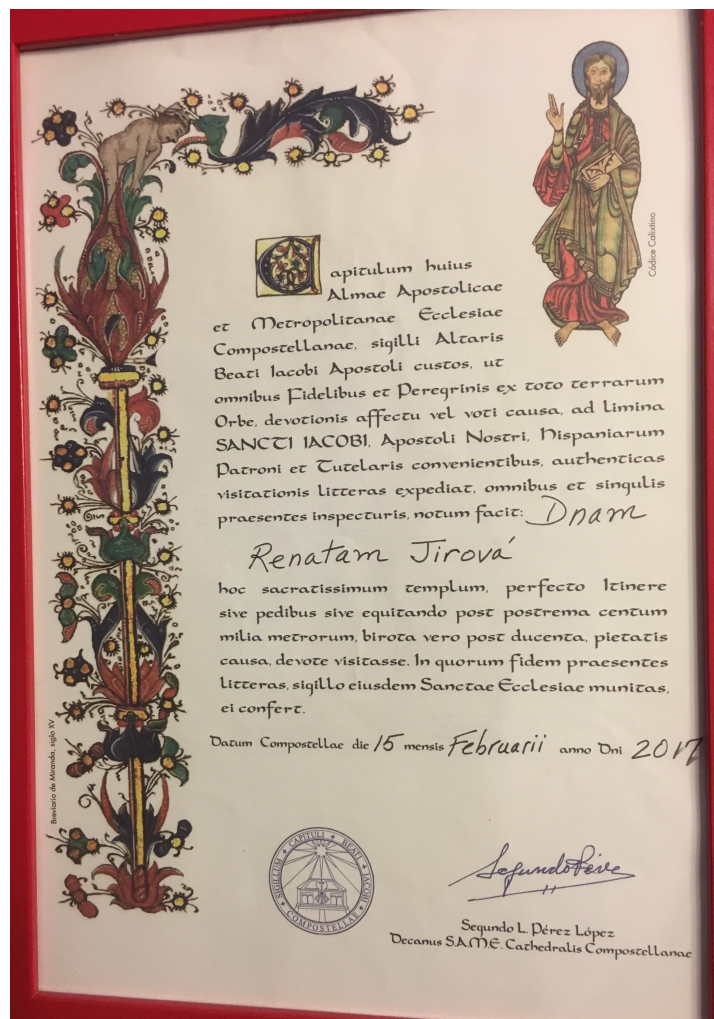 Códice Calixtino
Capitulum huius
Almae Apostolicae
et Metropolitanae Ecclesiae
Compostellanae, sigilli Altaris
Beati Iacobi Apostoli custos, ut
omnibus Fidelibus et Peregrinis ex toto terrarum
Orbe, devotionis affectu vel voti causa, ad limina
SANCTI IACOBI, Apostoli Nostri, Hispaniarum
Patroni et Tutelaris convenientibus, authenticas
visitationis litteras expediat, omnibus et singulis
praesentes inspecturis, notum facit: Dnam
Renatam Jirová
hoc sacratissimum templum, perfecto Itinere
sive pedibus sive equitando post postrema centum
milia metrorum, birota vero post ducenta, pietatis
causa, devote visitasse. In quorum fidem praesentes
litteras, sigillo eiusdem Sanctae Ecclesiae munitas,
ei confert.
Datum Compostellae die 15 mensis Februarii anno Dni 2017
Breviario de Miranda, siglo XV
SIGILLUM + CAPITULI + BEATI + IACOBI + COMPOSTELLAE +
Segundo Pérez
Segundo L. Pérez López
Decanus S.A.M.E. Cathedralis Compostellanae